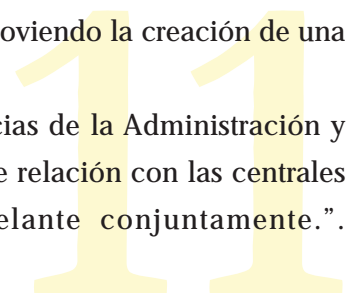 oviendo la creación de una
cias de la Administración y
e relación con las centrales
elante conjuntamente.”.
11